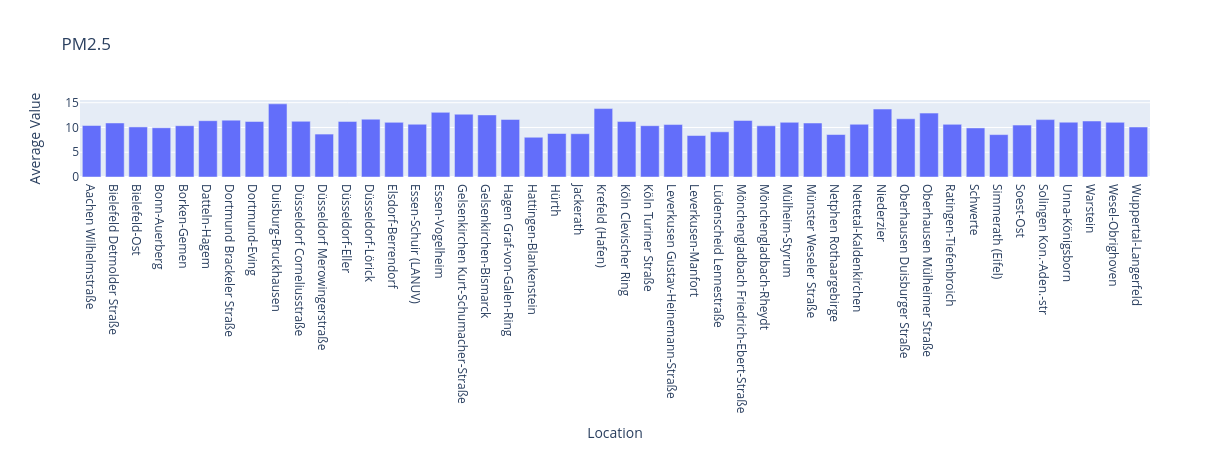 PM2.5
Average Value
15
10
5
0
Aachen Wilhelmstraße
Bielefeld Detmolder Straße
Bielefeld-Ost
Bonn-Auerberg
Borken-Gemen
Datteln-Hagem
Dortmund Brackeler Straße
Dortmund-Eving
Duisburg-Bruckhausen
Düsseldorf Corneliusstraße
Düsseldorf Merowingerstraße
Düsseldorf-Eller
Düsseldorf-Lörick
Elsdorf-Berrendorf
Essen-Schuir (LANUV)
Essen-Vogelheim
Gelsenkirchen Kurt-Schumacher-Straße
Gelsenkirchen-Bismarck
Hagen Graf-von-Galen-Ring
Hattingen-Blankenstein
Hürth
Jackerath
Krefeld (Hafen)
Köln Clevischer Ring
Köln Turiner Straße
Leverkusen Gustav-Heinemann-Straße
Leverkusen-Manfort
Lüdenscheid Lennestraße
Mönchengladbach Friedrich-Ebert-Straße
Mönchengladbach-Rheydt
Mülheim-Styrum
Münster Weseler Straße
Netphen Rothaargebirge
Nettetal-Kaldenkirchen
Niederzier
Oberhausen Duisburger Straße
Oberhausen Mülheimer Straße
Ratingen-Tiefenbroich
Schwerte
Simmerath (Eifel)
Soest-Ost
Solingen Kon.-Aden.-str
Unna-Königsborn
Warstein
Wesel-Obrighoven
Wuppertal-Langerfeld
Location